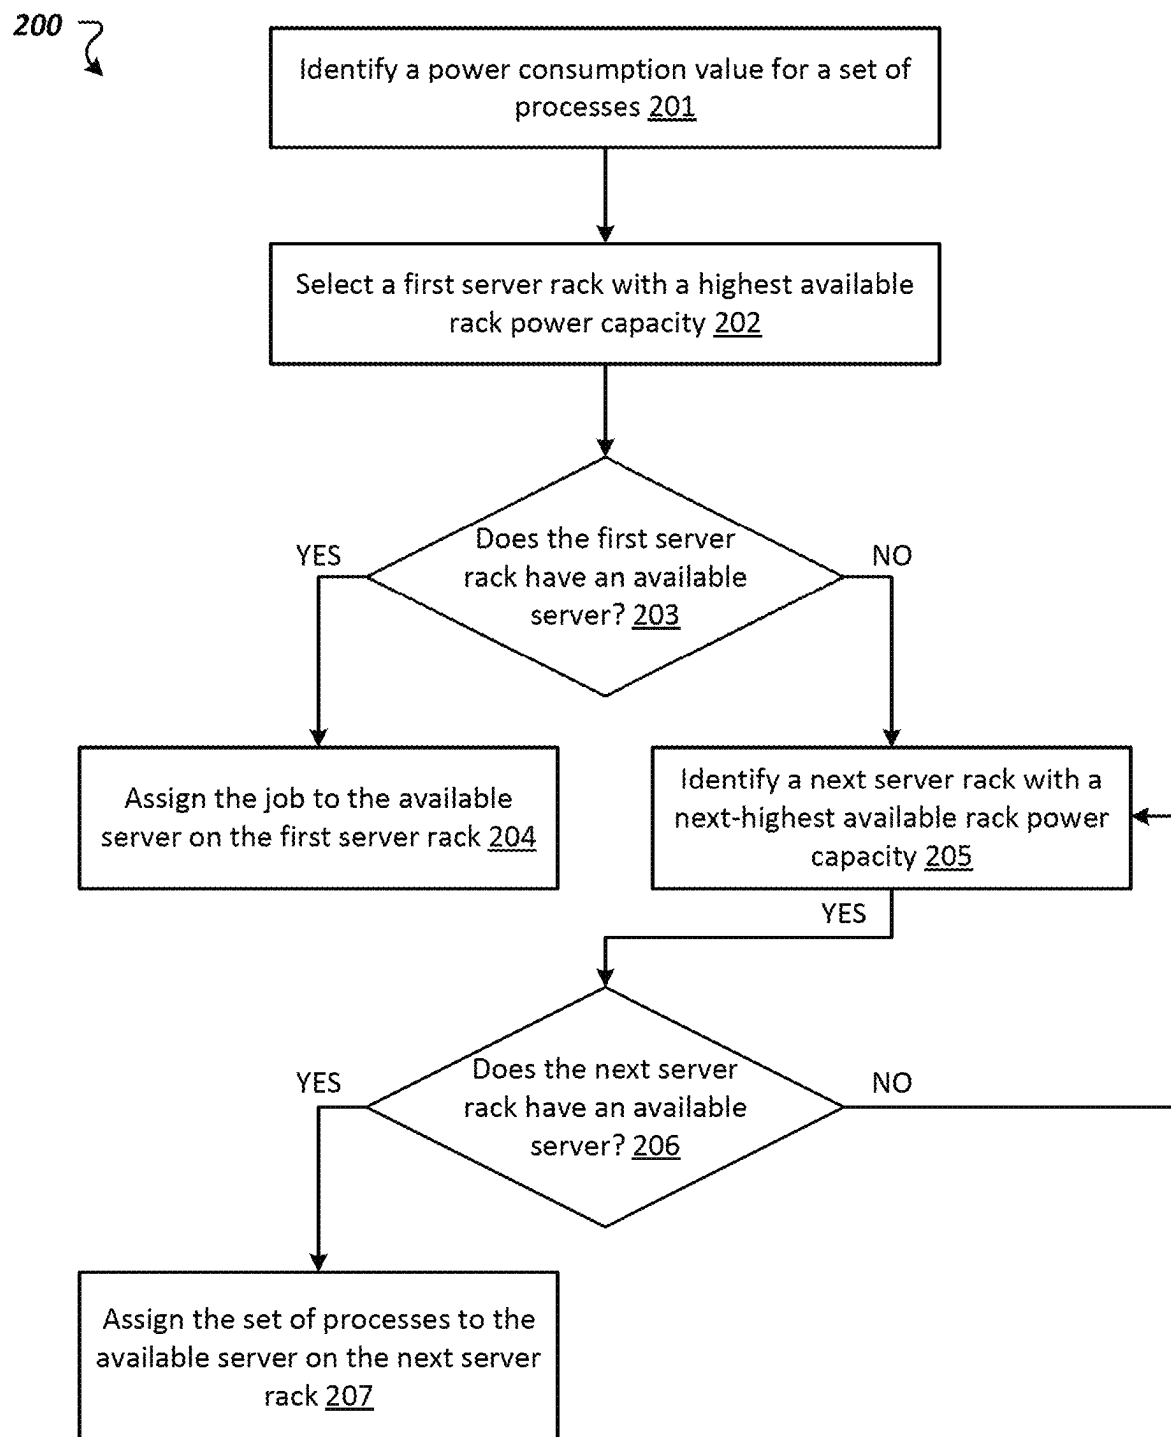 200
Identify a power consumption value for a set of
processes 201
Select a first server rack with a highest available
rack power capacity 202
Does the first server
rack have an available
server? 203
YES
NO
Assign the job to the available
server on the first server rack 204
Identify a next server rack with a
next-highest available rack power
capacity 205
YES
Does the next server
rack have an available
server? 206
YES
NO
Assign the set of processes to the
available server on the next server
rack 207